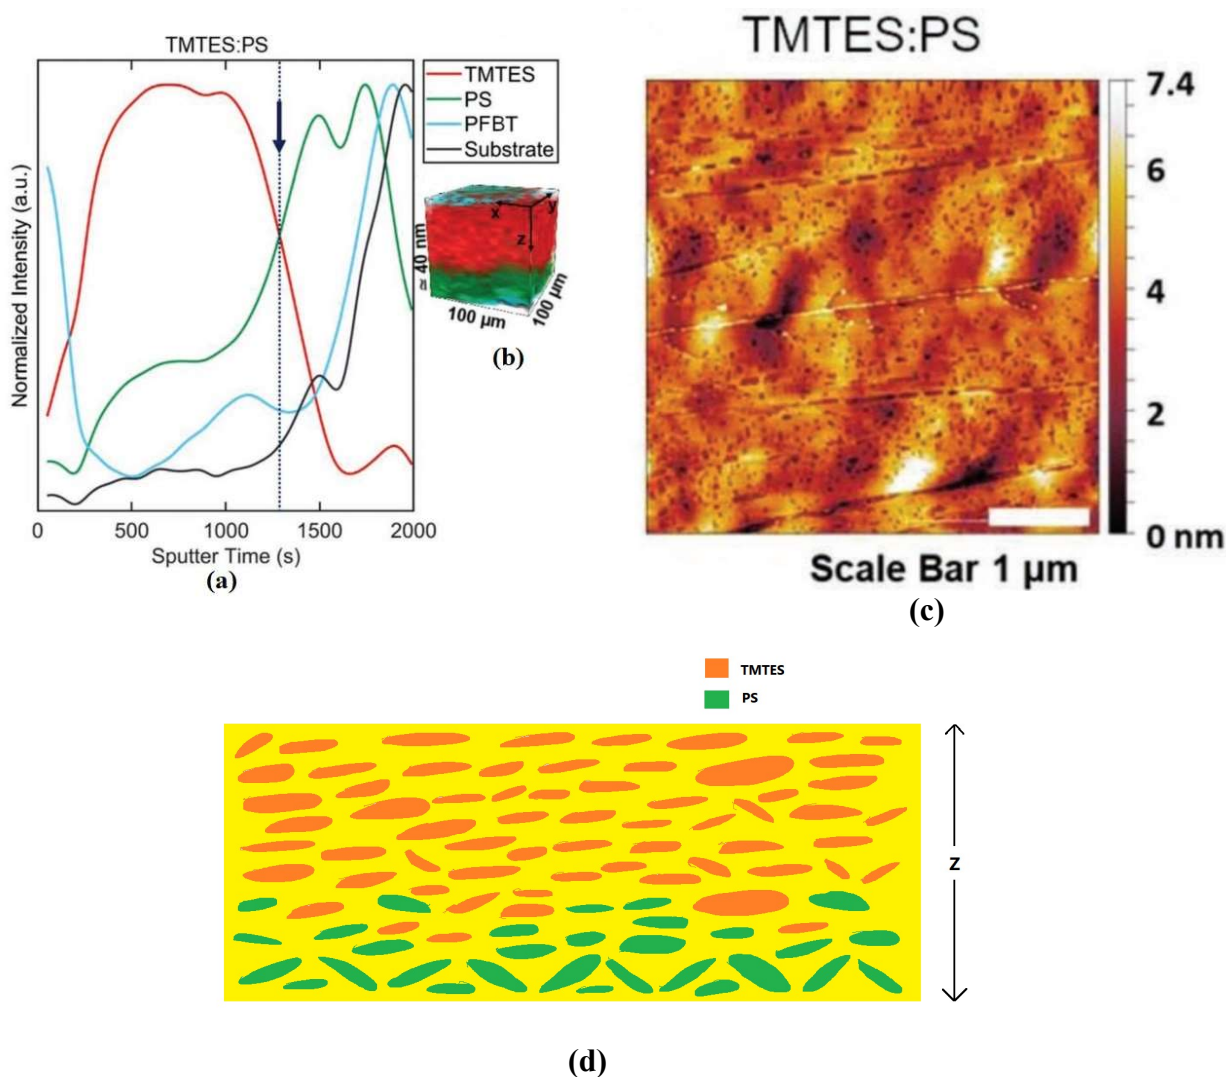 TMTES:PS
TMTES
PS
PFBT
Substrate
Normalized Intensity (a.u.)
0
500
1000
1500
2000
Sputter Time (s)
(a)
x
y
z
≈ 40 nm
100 µm
100 µm
(b)
TMTES:PS
7.4
6
4
2
0 nm
Scale Bar 1 µm
(c)
TMTES
PS
z
(d)